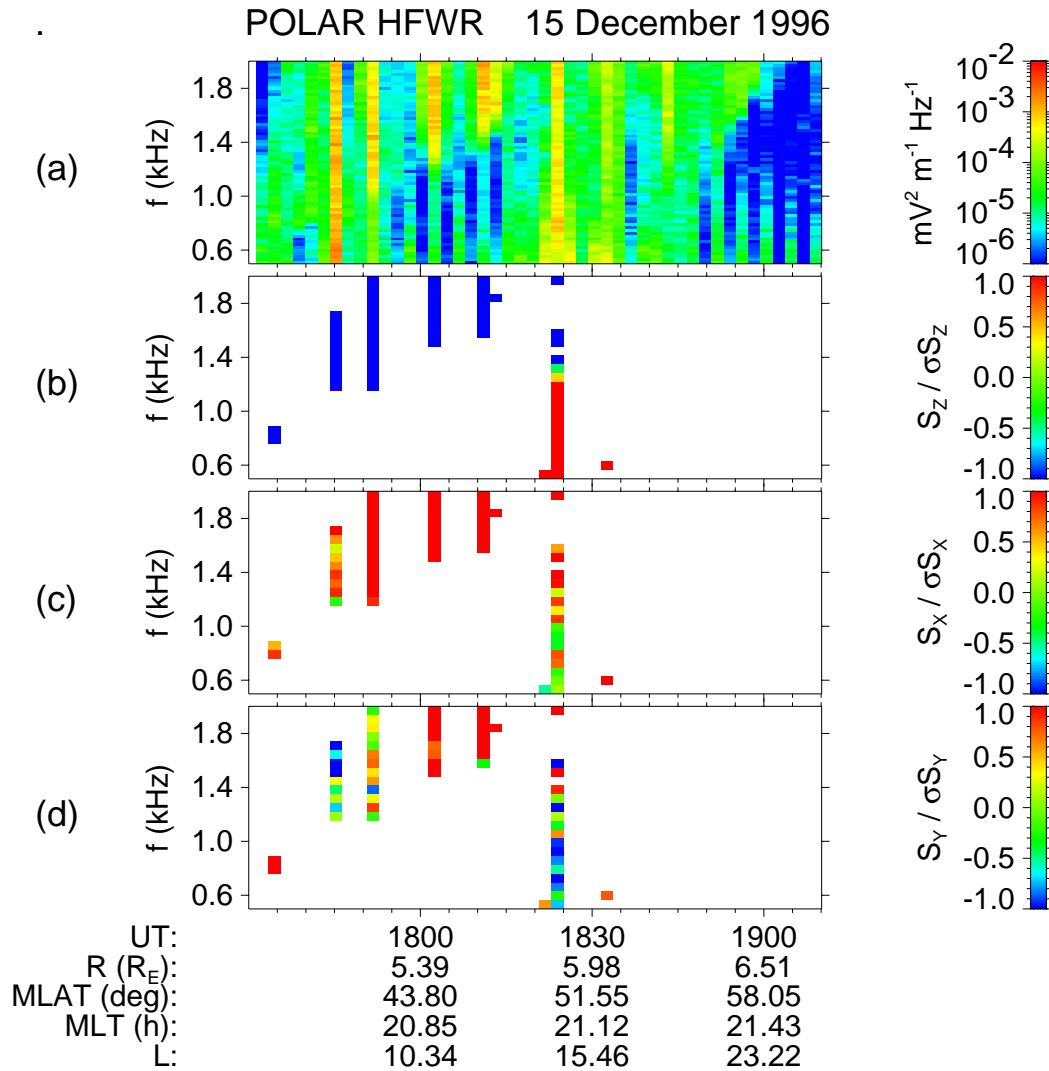 .
POLAR HFWR 15 December 1996
(a)
f (kHz)
1.8
1.4
1.0
0.6
mV² m⁻¹ Hz⁻¹
10⁻²
10⁻³
10⁻⁴
10⁻⁵
10⁻⁶
(b)
f (kHz)
1.8
1.4
1.0
0.6
S_Z / σS_Z
1.0
0.5
0.0
-0.5
-1.0
(c)
f (kHz)
1.8
1.4
1.0
0.6
S_X / σS_X
1.0
0.5
0.0
-0.5
-1.0
(d)
f (kHz)
1.8
1.4
1.0
0.6
S_Y / σS_Y
1.0
0.5
0.0
-0.5
-1.0
UT: 1800 1830 1900
R (R_E): 5.39 5.98 6.51
MLAT (deg): 43.80 51.55 58.05
MLT (h): 20.85 21.12 21.43
L: 10.34 15.46 23.22